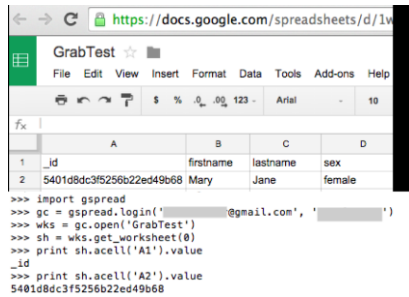 https://docs.google.com/spreadsheets/d/1w
GrabTest
File Edit View Insert Format Data Tools Add-ons Help
$ % .0 .00 123 - Arial - 10
fx
A B C D
1 _id firstname lastname sex
2 5401d8dc3f5256b22ed49b68 Mary Jane female
>>> import gspread
>>> gc = gspread.login('@gmail.com', '')
>>> wks = gc.open('GrabTest')
>>> sh = wks.get_worksheet(0)
>>> print sh.acell('A1').value
_id
>>> print sh.acell('A2').value
5401d8dc3f5256b22ed49b68